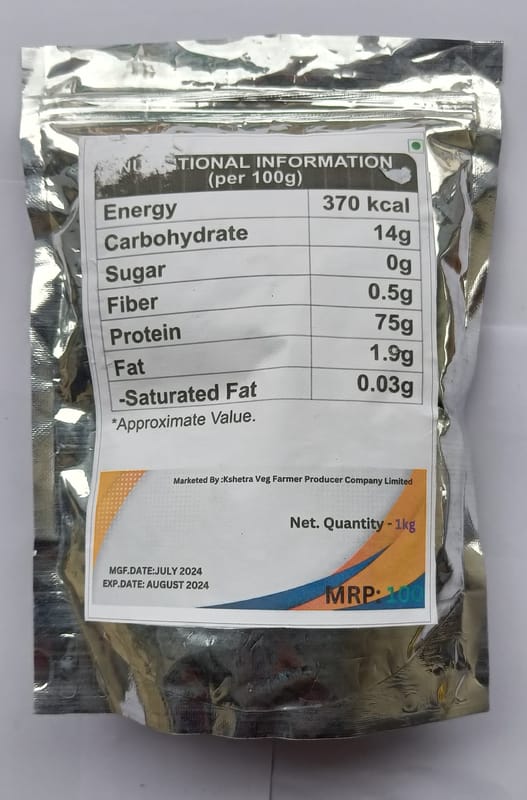 TIONAL INFORMATION
(per 100g)
Energy 370 kcal
Carbohydrate 14g
Sugar 0g
Fiber 0.5g
Protein 75g
Fat 1.9g
-Saturated Fat 0.03g
*Approximate Value.
Marketed By :Kshetra Veg Farmer Producer Company Limited
Net. Quantity - 1kg
MGF.DATE:JULY 2024
EXP.DATE: AUGUST 2024
MRP: